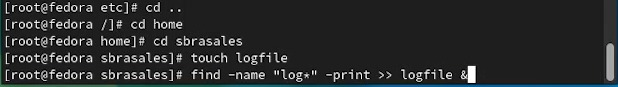 [root@fedora etc]# cd ..
[root@fedora /]# cd home
[root@fedora home]# cd sbrasales
[root@fedora sbrasales]# touch logfile
[root@fedora sbrasales]# find -name "log*" -print >> logfile &